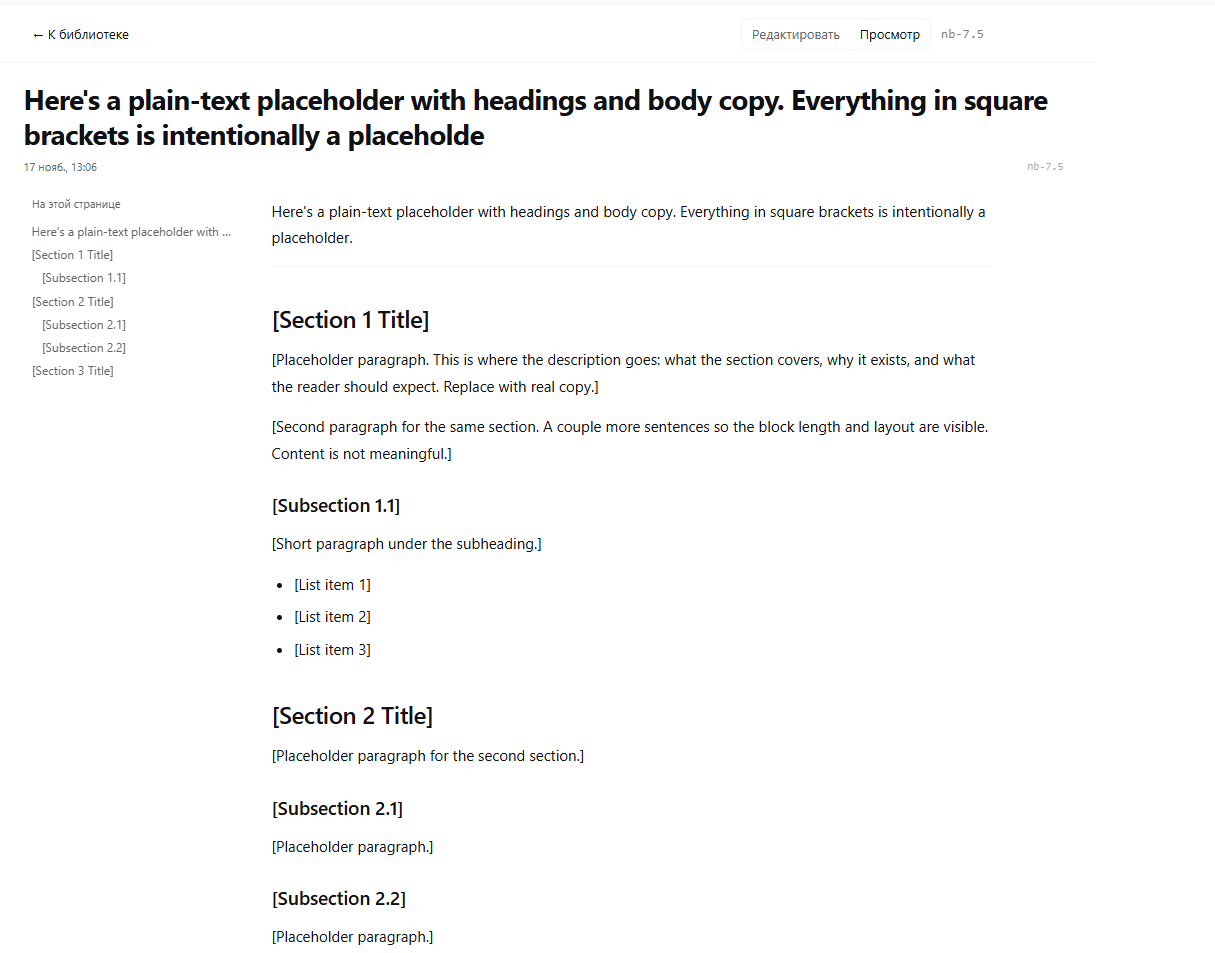 ← К библиотеке
Редактировать Просмотр nb-7.5
Here's a plain-text placeholder with headings and body copy. Everything in square
brackets is intentionally a placeholde
17 нояб., 13:06
nb-7.5
На этой странице
Here's a plain-text placeholder with ...
[Section 1 Title]
[Subsection 1.1]
[Section 2 Title]
[Subsection 2.1]
[Subsection 2.2]
[Section 3 Title]
Here's a plain-text placeholder with headings and body copy. Everything in square brackets is intentionally a
placeholder.
[Section 1 Title]
[Placeholder paragraph. This is where the description goes: what the section covers, why it exists, and what
the reader should expect. Replace with real copy.]
[Second paragraph for the same section. A couple more sentences so the block length and layout are visible.
Content is not meaningful.]
[Subsection 1.1]
[Short paragraph under the subheading.]
• [List item 1]
• [List item 2]
• [List item 3]
[Section 2 Title]
[Placeholder paragraph for the second section.]
[Subsection 2.1]
[Placeholder paragraph.]
[Subsection 2.2]
[Placeholder paragraph.]